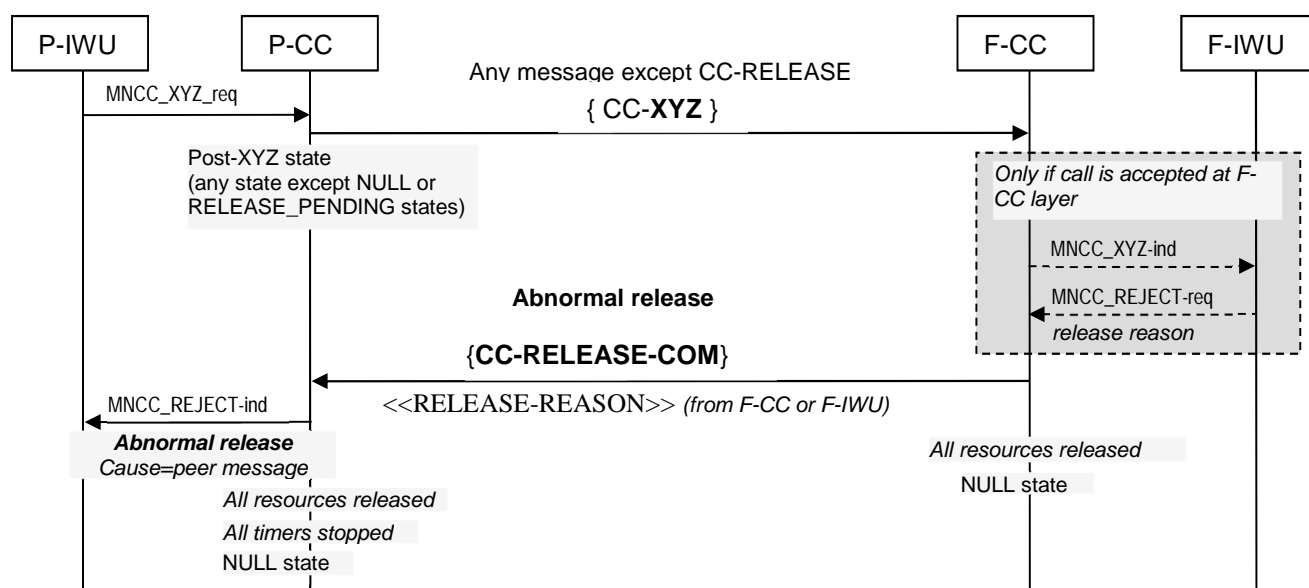 P-IWU
P-CC
F-CC
F-IWU
Any message except CC-RELEASE
MNCC_XYZ_req
{ CC-XYZ }
Post-XYZ state
(any state except NULL or
RELEASE_PENDING states)
Only if call is accepted at F-
CC layer
MNCC_XYZ-ind
MNCC_REJECT-req
release reason
Abnormal release
{CC-RELEASE-COM}
<<RELEASE-REASON>> (from F-CC or F-IWU)
MNCC_REJECT-ind
Abnormal release
Cause=peer message
All resources released
NULL state
All resources released
All timers stopped
NULL state